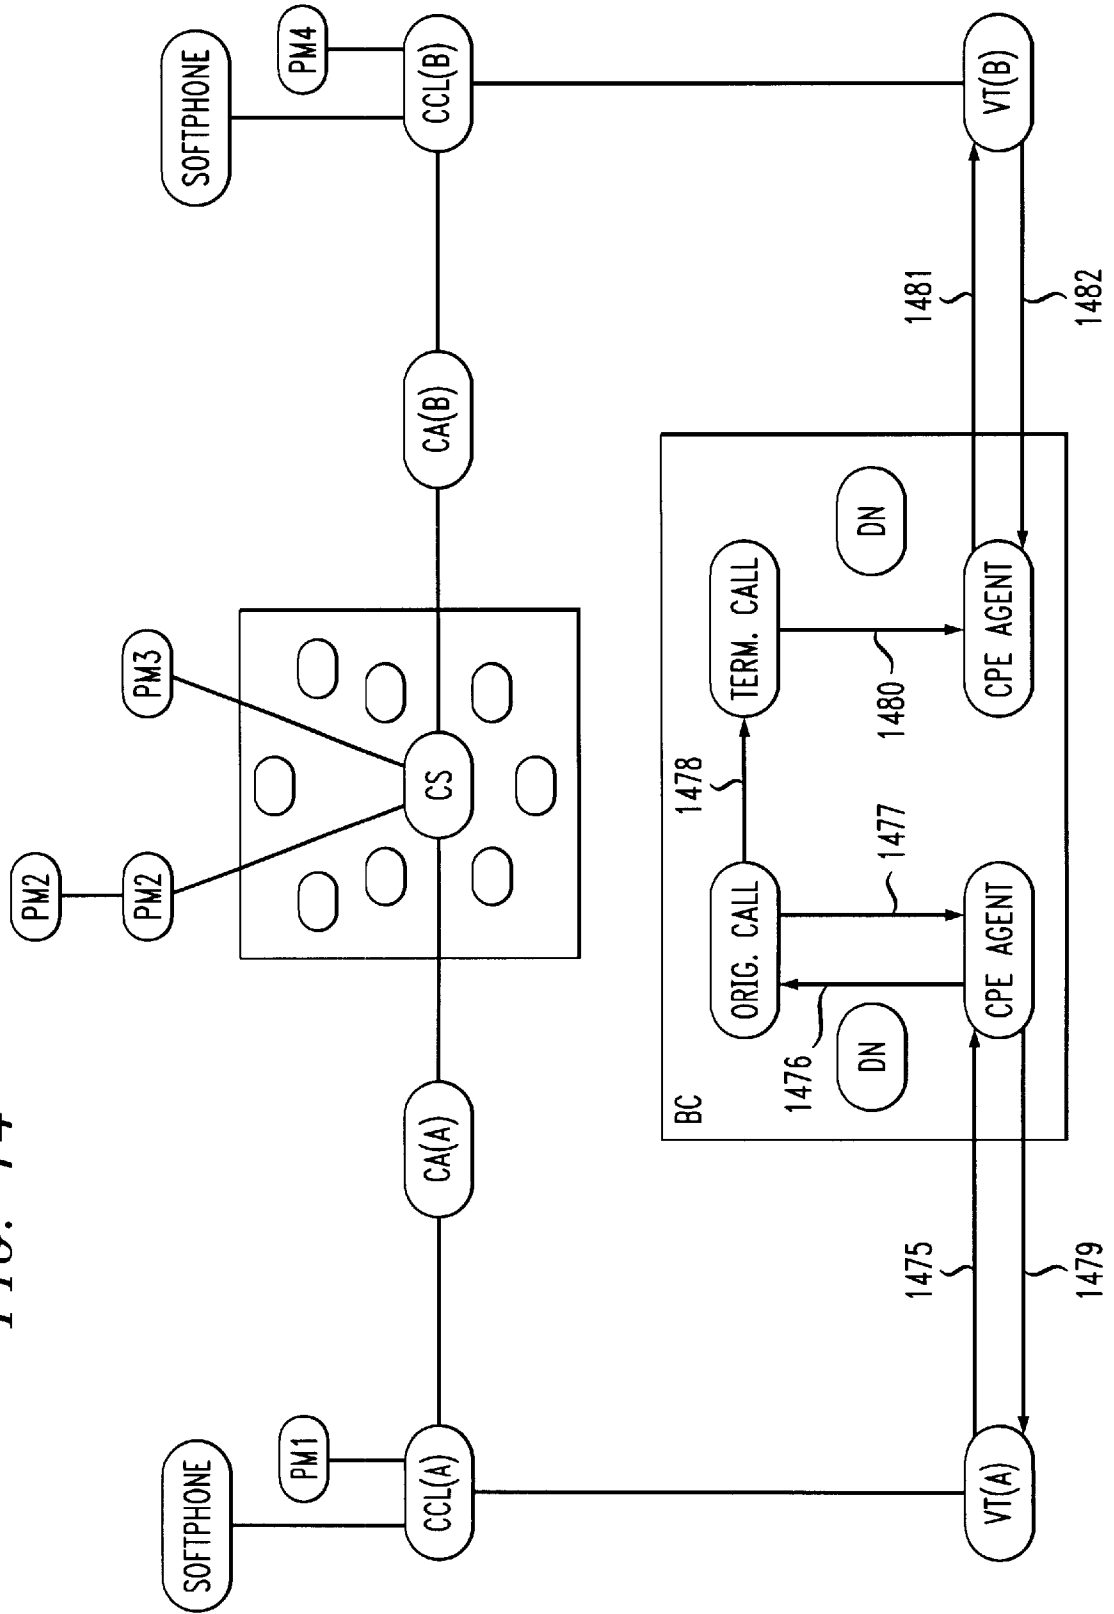 FIG. 14
PM2
PM2
PM3
SOFTPHONE
PM1
SOFTPHONE
PM4
CCL(A)
CA(A)
CS
CA(B)
CCL(B)
BC
1478
ORIG. CALL
TERM. CALL
1476
1477
1480
DN
DN
1475
1481
VT(A)
CPE AGENT
CPE AGENT
VT(B)
1479
1482